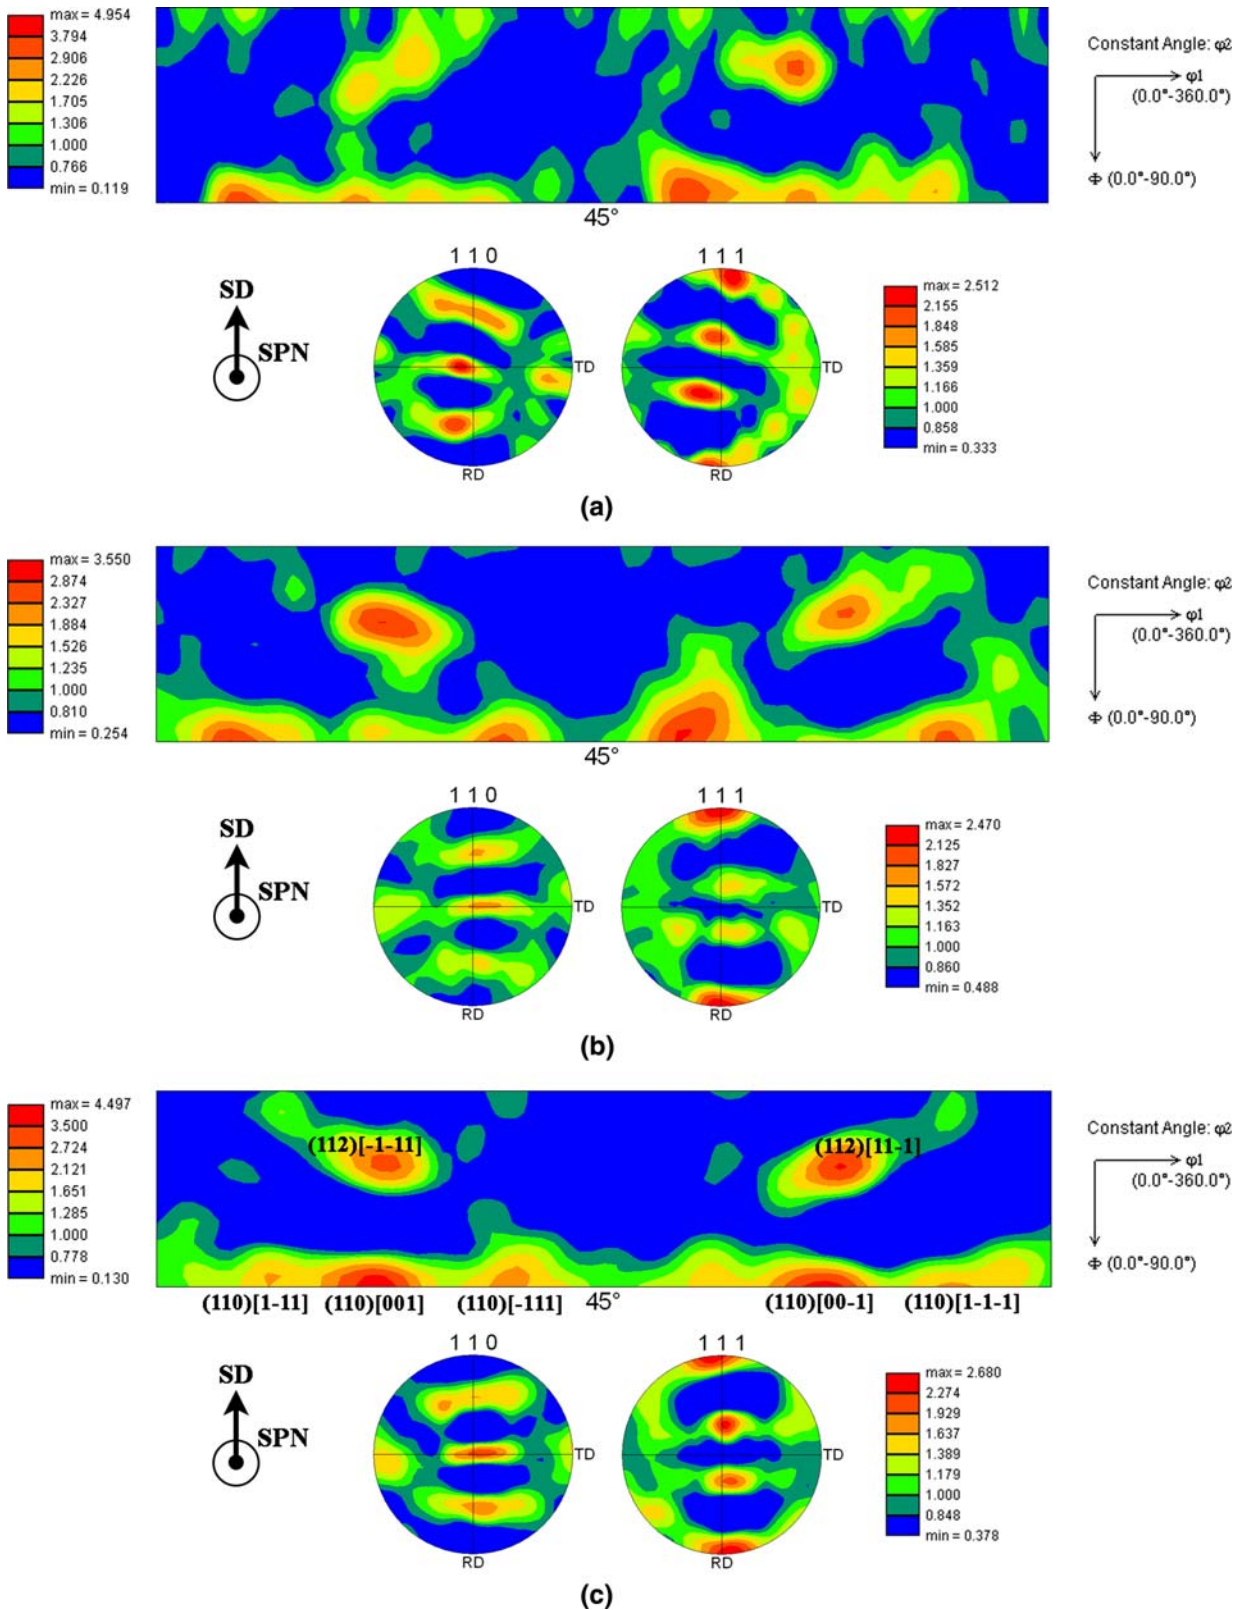 max = 4.954
3.794
2.906
2.226
1.705
1.306
1.000
0.766
min = 0.119
Constant Angle: φ2
φ1
(0.0°-360.0°)
Φ (0.0°-90.0°)
45°
SD
SPN
1 1 0
TD
RD
1 1 1
TD
RD
max = 2.512
2.155
1.848
1.585
1.359
1.166
1.000
0.858
min = 0.333
(a)
max = 3.550
2.874
2.327
1.884
1.526
1.235
1.000
0.810
min = 0.254
Constant Angle: φ2
φ1
(0.0°-360.0°)
Φ (0.0°-90.0°)
45°
SD
SPN
1 1 0
TD
RD
1 1 1
TD
RD
max = 2.470
2.125
1.827
1.572
1.352
1.163
1.000
0.860
min = 0.488
(b)
max = 4.497
3.500
2.724
2.121
1.651
1.285
1.000
0.778
min = 0.130
(112)[-1-11]
(112)[11-1]
Constant Angle: φ2
φ1
(0.0°-360.0°)
Φ (0.0°-90.0°)
(110)[1-11]
(110)[001]
(110)[-111]
45°
(110)[00-1]
(110)[1-1-1]
SD
SPN
1 1 0
TD
RD
1 1 1
TD
RD
max = 2.680
2.274
1.929
1.637
1.389
1.179
1.000
0.848
min = 0.378
(c)